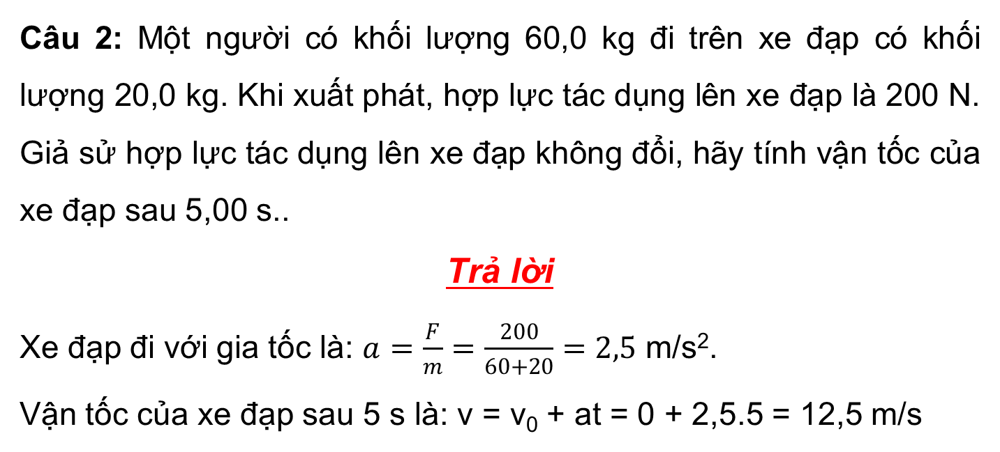 Câu 2: Một người có khối lượng 60,0 kg đi trên xe đạp có khối
lượng 20,0 kg. Khi xuất phát, hợp lực tác dụng lên xe đạp là 200 N.
Giả sử hợp lực tác dụng lên xe đạp không đổi, hãy tính vận tốc của
xe đạp sau 5,00 s..
Trả lời
Xe đạp đi với gia tốc là: a = F/m = 200/(60+20) = 2,5 m/s².
Vận tốc của xe đạp sau 5 s là: v = v₀ + at = 0 + 2,5.5 = 12,5 m/s